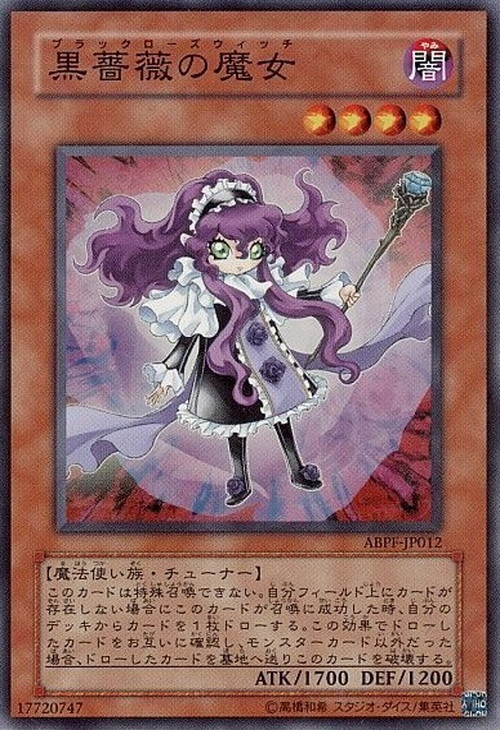 ブラックローズウィッチ
黒薔薇の魔女
やみ
闇
ABPF-JP012
【魔法使い族・チューナー】
このカードは特殊召喚できない。自分フィールド上にカードが
存在しない場合にこのカードが召喚に成功した時、自分の
デッキからカードを1枚ドローする。この効果でドローし
たカードをお互いに確認し、モンスターカード以外だった
場合、ドローしたカードを墓地へ送りこのカードを破壊する。
ATK/1700 DEF/1200
17720747
©高橋和希 スタジオ・ダイス/集英社